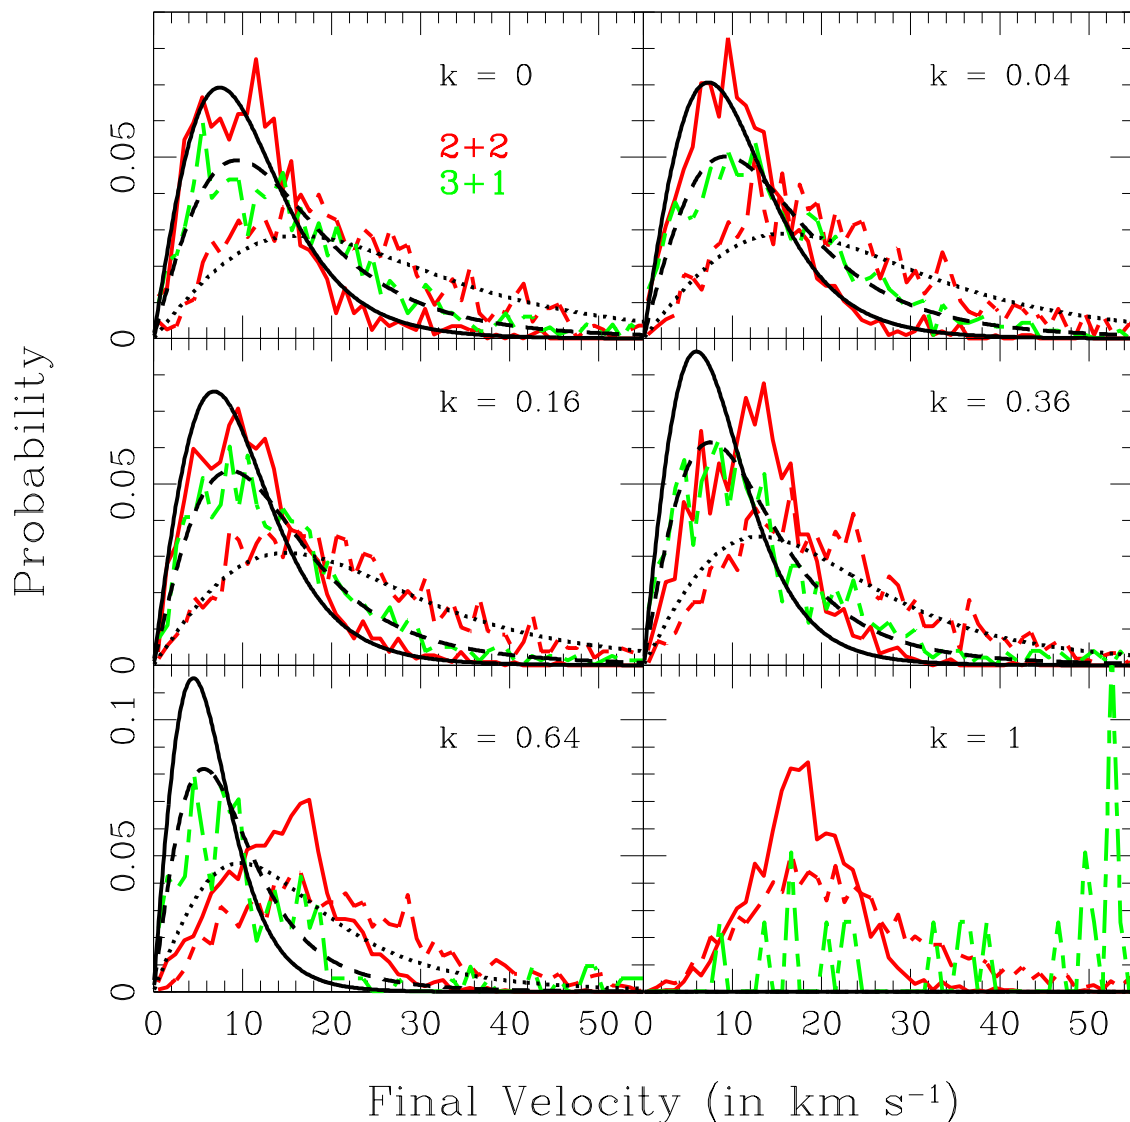 k = 0
k = 0.04
2+2
3+1
0.05
0
k = 0.16
k = 0.36
0.05
0
k = 0.64
k = 1
0.1
0.05
0
0 10 20 30 40 50 0 10 20 30 40 50
Probability
Final Velocity (in km s⁻¹)